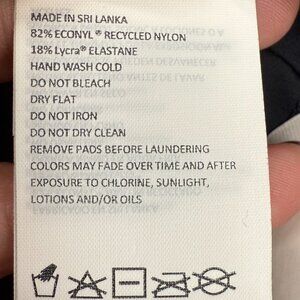 MADE IN SRI LANKA
82% ECONYL® RECYCLED NYLON
18% Lycra® ELASTANE
HAND WASH COLD
DO NOT BLEACH
DRY FLAT
DO NOT IRON
DO NOT DRY CLEAN
REMOVE PADS BEFORE LAUNDERING
COLORS MAY FADE OVER TIME AND AFTER
EXPOSURE TO CHLORINE, SUNLIGHT,
LOTIONS AND/OR OILS